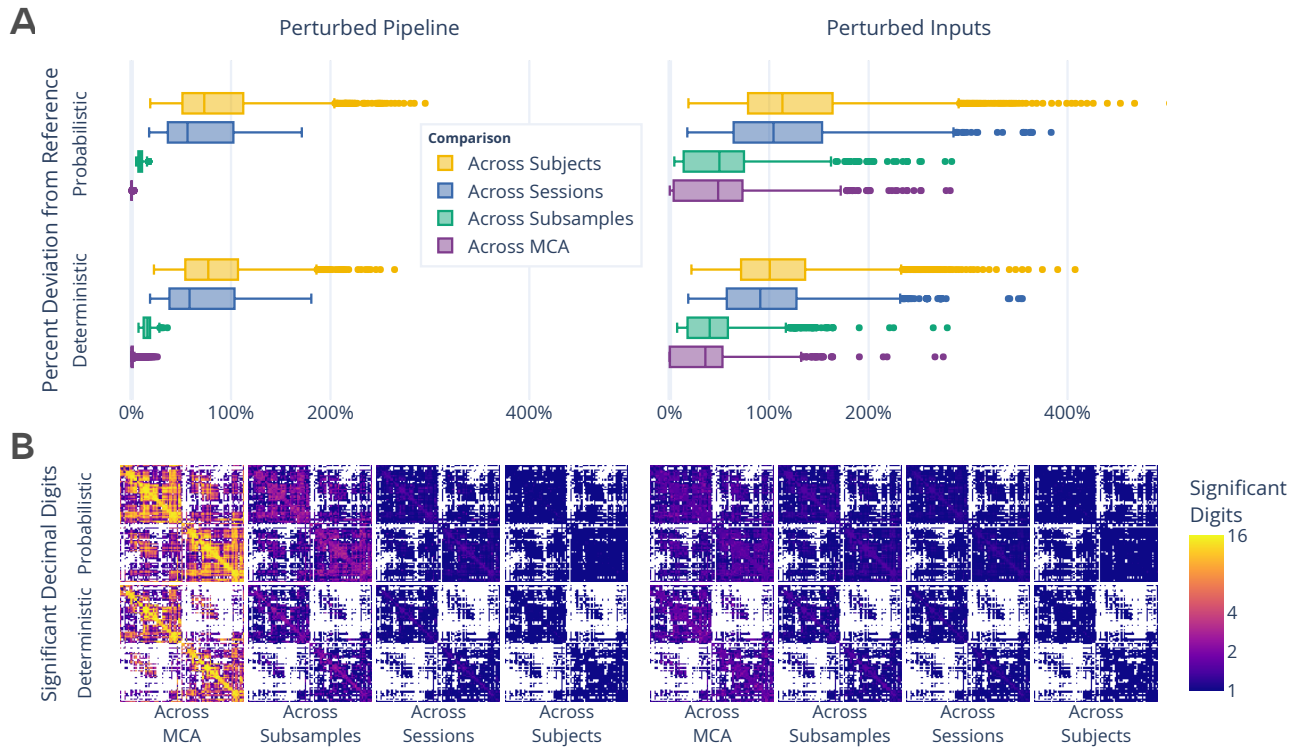 A
Perturbed Pipeline
Perturbed Inputs
Percent Deviation from Reference
Probabilistic
Deterministic
Comparison
Across Subjects
Across Sessions
Across Subsamples
Across MCA
0%
100%
200%
400%
0%
100%
200%
400%
B
Significant Decimal Digits
Probabilistic
Deterministic
Across
MCA
Across
Subsamples
Across
Sessions
Across
Subjects
Across
MCA
Across
Subsamples
Across
Sessions
Across
Subjects
Significant
Digits
16
4
2
1